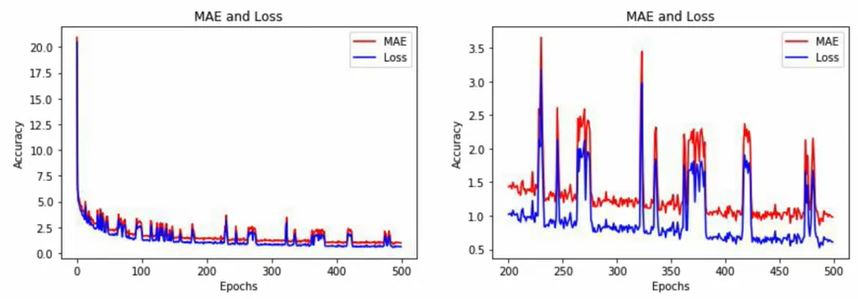 MAE and Loss
20.0
17.5
15.0
12.5
10.0
7.5
5.0
2.5
0.0
Accuracy
MAE
Loss
0 100 200 300 400 500
Epochs
MAE and Loss
3.5
3.0
2.5
2.0
1.5
1.0
0.5
Accuracy
MAE
Loss
200 250 300 350 400 450 500
Epochs